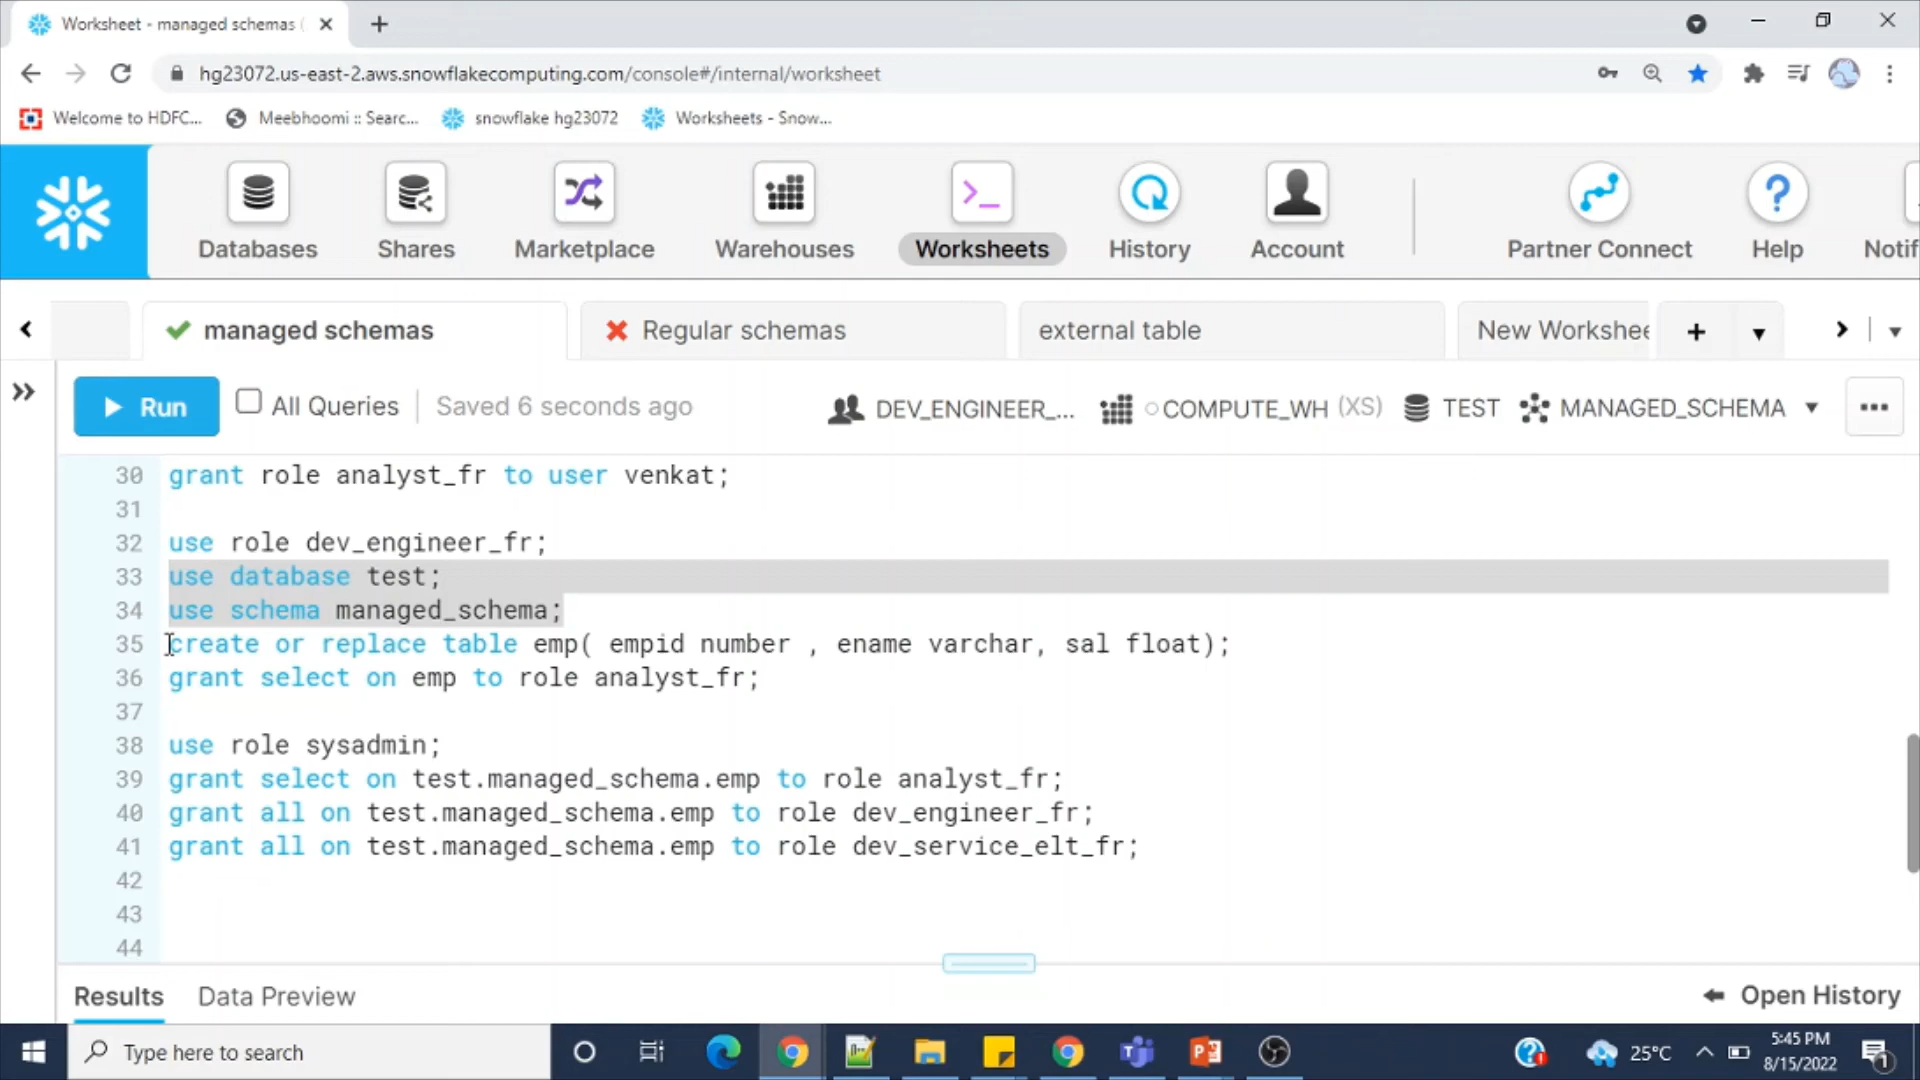 Worksheet - managed schemas (
hg23072.us-east-2.aws.snowflakecomputing.com/console#/internal/worksheet
Welcome to HDFC... Meebhoomi :: Searc... snowflake hg23072 Worksheets - Snow...
Databases Shares Marketplace Warehouses Worksheets History Account Partner Connect Help Notif
managed schemas Regular schemas external table New Workshee
Run All Queries Saved 6 seconds ago DEV_ENGINEER_... COMPUTE_WH (XS) TEST MANAGED_SCHEMA
30 grant role analyst_fr to user venkat;
31
32 use role dev_engineer_fr;
33 use database test;
34 use schema managed_schema;
35 create or replace table emp( empid number , ename varchar, sal float);
36 grant select on emp to role analyst_fr;
37
38 use role sysadmin;
39 grant select on test.managed_schema.emp to role analyst_fr;
40 grant all on test.managed_schema.emp to role dev_engineer_fr;
41 grant all on test.managed_schema.emp to role dev_service_elt_fr;
42
43
44
Results Data Preview Open History
Type here to search 25°C 5:45 PM
8/15/2022 1